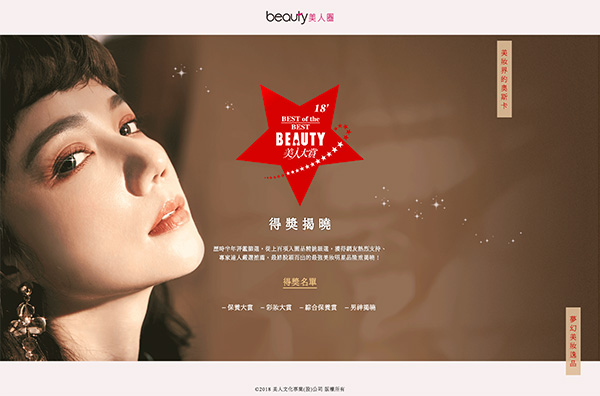 beauty美人圈
美妝界的奧斯卡
18'
BEST of the
BEST
BEAUTY
美人大賞
得獎揭曉
歷時半年評鑑篩選、從上百項入圍品牌挑嚴選、獲得網友熱烈支持、
專家達人嚴選推薦，最終脫穎而出的最強美妝明星品隆重揭曉！
得獎名單
– 保養大賞 – 彩妝大賞 – 綜合保養賞 – 男神揭曉
夢幻美妝逸品
©2018 美人文化事業(股)公司 版權所有